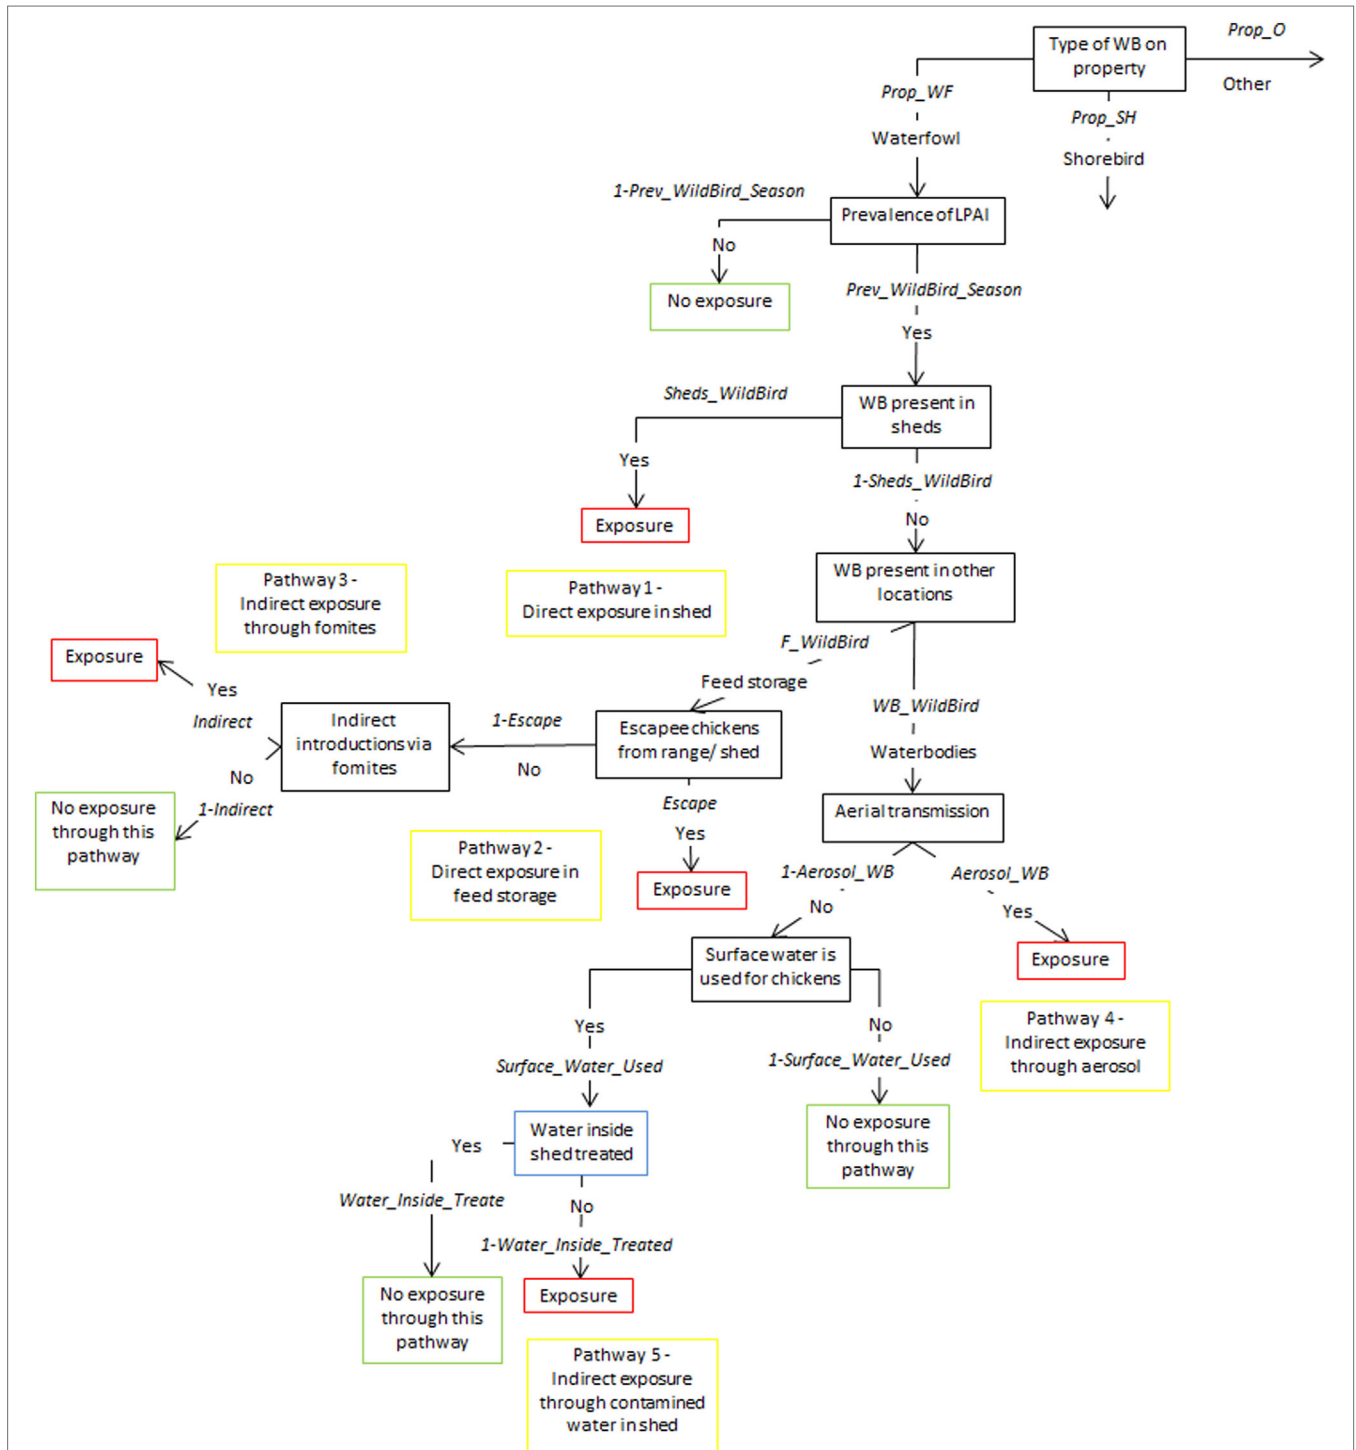 Prop_O
Type of WB on
property
Other
Prop_WF
Prop_SH
Waterfowl
Shorebird
1-Prev_WildBird_Season
Prevalence of LPAI
No
No exposure
Prev_WildBird_Season
Yes
Sheds_WildBird
WB present in
sheds
Yes
1-Sheds_WildBird
Exposure
No
WB present in other
locations
Pathway 3 -
Indirect exposure
through fomites
Pathway 1 -
Direct exposure in shed
F_WildBird
Exposure
Feed storage
Yes
WB_WildBird
Indirect
Indirect
introductions via
fomites
1-Escape
Escapee chickens
from range/ shed
No
Waterbodies
No
1-Indirect
No exposure
through this
pathway
Escape
Aerial transmission
Yes
Pathway 2 -
Direct exposure in
feed storage
1-Aerosol_WB
Aerosol_WB
Exposure
No
Yes
Surface water is
used for chickens
Exposure
Yes
No
Pathway 4 -
Indirect exposure
through aerosol
Surface_Water_Used
1-Surface_Water_Used
Water inside
shed treated
Yes
No exposure
through this
pathway
Water_Inside_Treate
No
1-Water_Inside_Treated
No exposure
through this
pathway
Exposure
Pathway 5 -
Indirect exposure
through contamined
water in shed